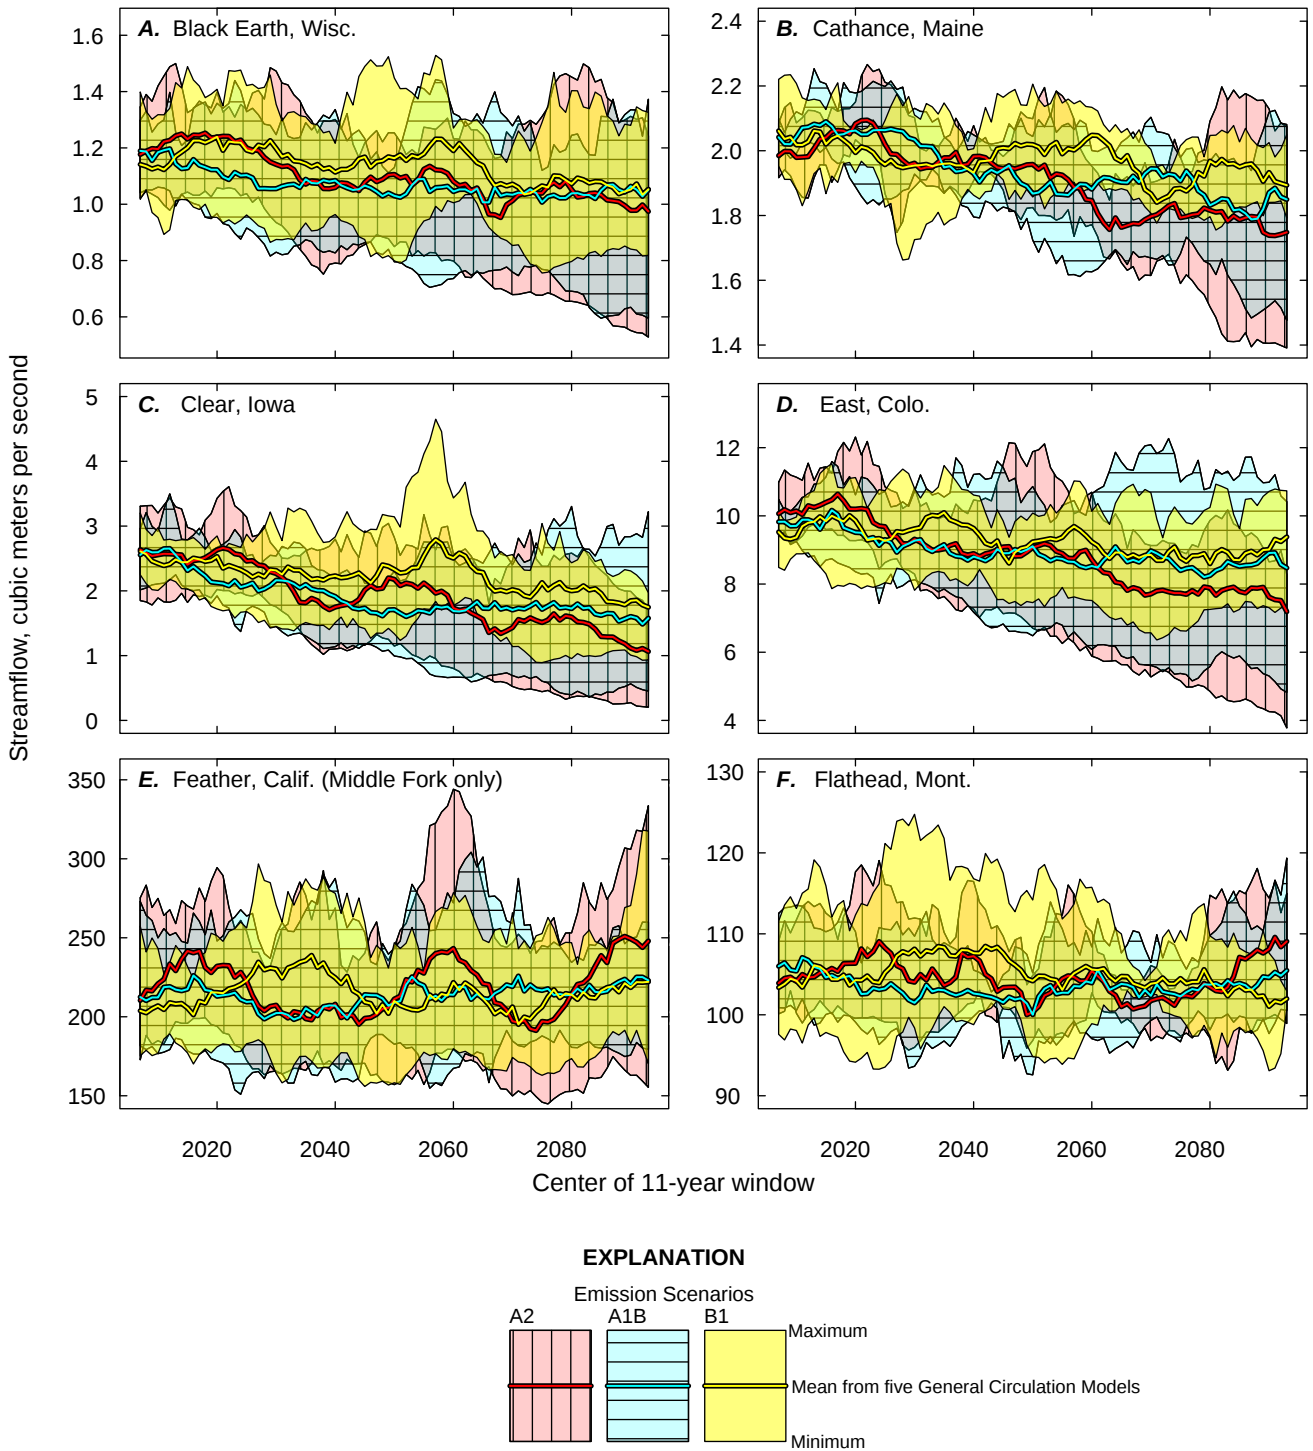 A. Black Earth, Wisc.
1.6
1.4
1.2
1.0
0.8
0.6
B. Cathance, Maine
2.4
2.2
2.0
1.8
1.6
1.4
Streamflow, cubic meters per second
C. Clear, Iowa
5
4
3
2
1
0
D. East, Colo.
12
10
8
6
4
E. Feather, Calif. (Middle Fork only)
350
300
250
200
150
F. Flathead, Mont.
130
120
110
100
90
2020 2040 2060 2080
2020 2040 2060 2080
Center of 11-year window
EXPLANATION
Emission Scenarios
A2 A1B B1
Maximum
Mean from five General Circulation Models
Minimum